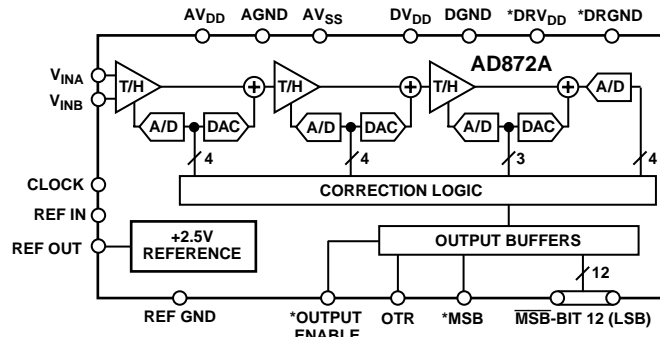 AVDD AGND AVSS DVDD DGND *DRVDD *DRGND
AD872A
VINA
VINB
T/H + T/H + T/H + A/D
A/D DAC A/D DAC A/D DAC
4 4 3 4
CLOCK
CORRECTION LOGIC
REF IN
REF OUT
+2.5V
REFERENCE
OUTPUT BUFFERS
12
REF GND
*OUTPUT
ENABLE
OTR
*MSB
M̅S̅B̅-BIT 12 (LSB)